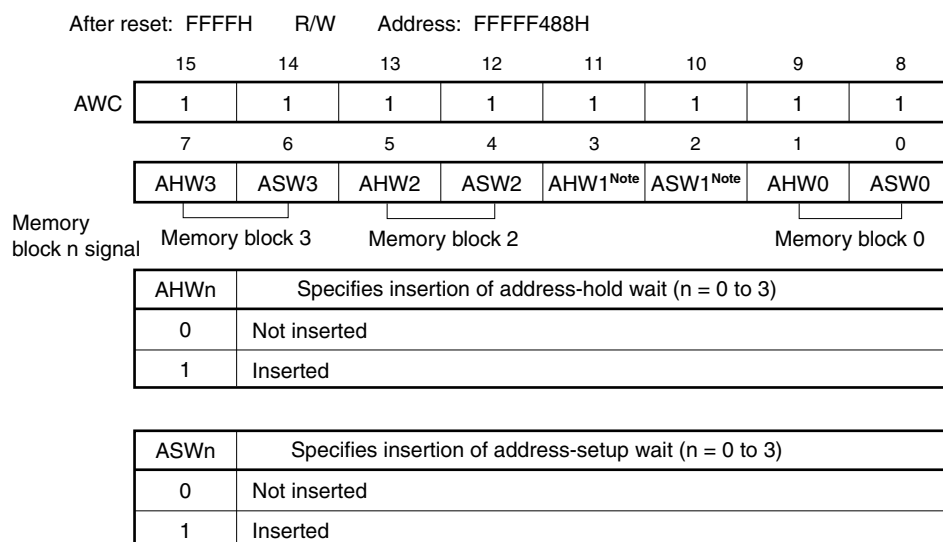 After reset: FFFFH R/W Address: FFFFF488H
15 14 13 12 11 10 9 8
AWC 1 1 1 1 1 1 1 1
7 6 5 4 3 2 1 0
AHW3 ASW3 AHW2 ASW2 AHW1Note ASW1Note AHW0 ASW0
Memory
block n signal
Memory block 3 Memory block 2 Memory block 0
AHWn Specifies insertion of address-hold wait (n = 0 to 3)
0 Not inserted
1 Inserted
ASWn Specifies insertion of address-setup wait (n = 0 to 3)
0 Not inserted
1 Inserted